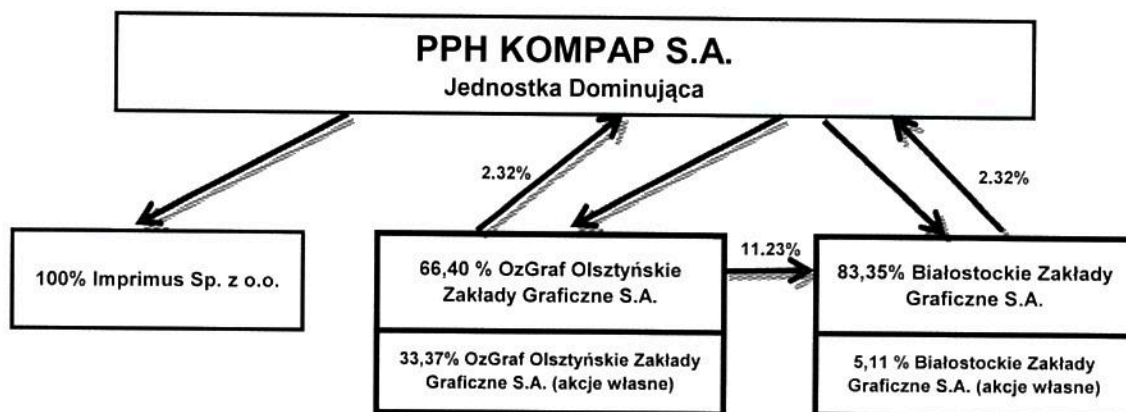 PPH KOMPAP S.A.
Jednostka Dominująca
2.32%
2.32%
100% Imprimus Sp. z o.o.
66,40 % OzGraf Olsztyńskie
Zakłady Graficzne S.A.
11.23%
83,35% Białostockie Zakłady
Graficzne S.A.
33,37% OzGraf Olsztyńskie Zakłady
Graficzne S.A. (akcje własne)
5,11 % Białostockie Zakłady
Graficzne S.A. (akcje własne)